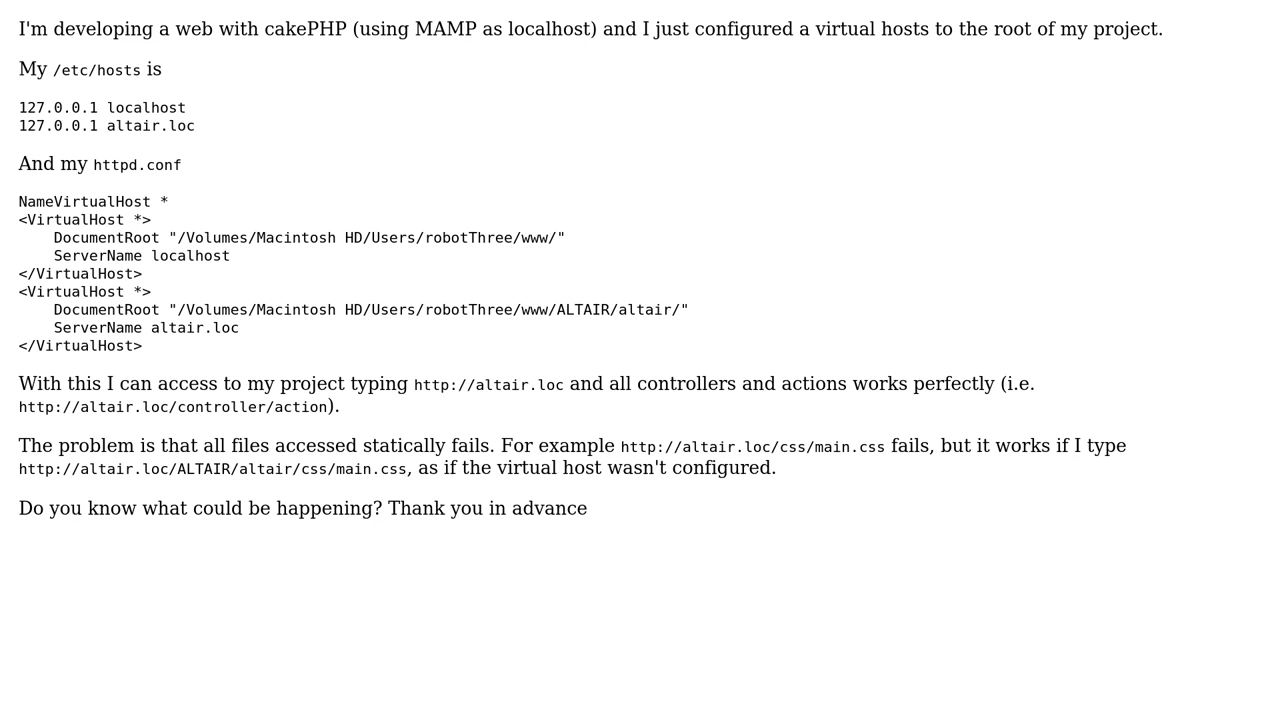 I'm developing a web with cakePHP (using MAMP as localhost) and I just configured a virtual hosts to the root of my project.
My /etc/hosts is
127.0.0.1 localhost
127.0.0.1 altair.loc
And my httpd.conf
NameVirtualHost *
<VirtualHost *>
    DocumentRoot "/Volumes/Macintosh HD/Users/robotThree/www/"
    ServerName localhost
</VirtualHost>
<VirtualHost *>
    DocumentRoot "/Volumes/Macintosh HD/Users/robotThree/www/ALTAIR/altair/"
    ServerName altair.loc
</VirtualHost>
With this I can access to my project typing http://altair.loc and all controllers and actions works perfectly (i.e.
http://altair.loc/controller/action).
The problem is that all files accessed statically fails. For example http://altair.loc/css/main.css fails, but it works if I type
http://altair.loc/ALTAIR/altair/css/main.css, as if the virtual host wasn't configured.
Do you know what could be happening? Thank you in advance